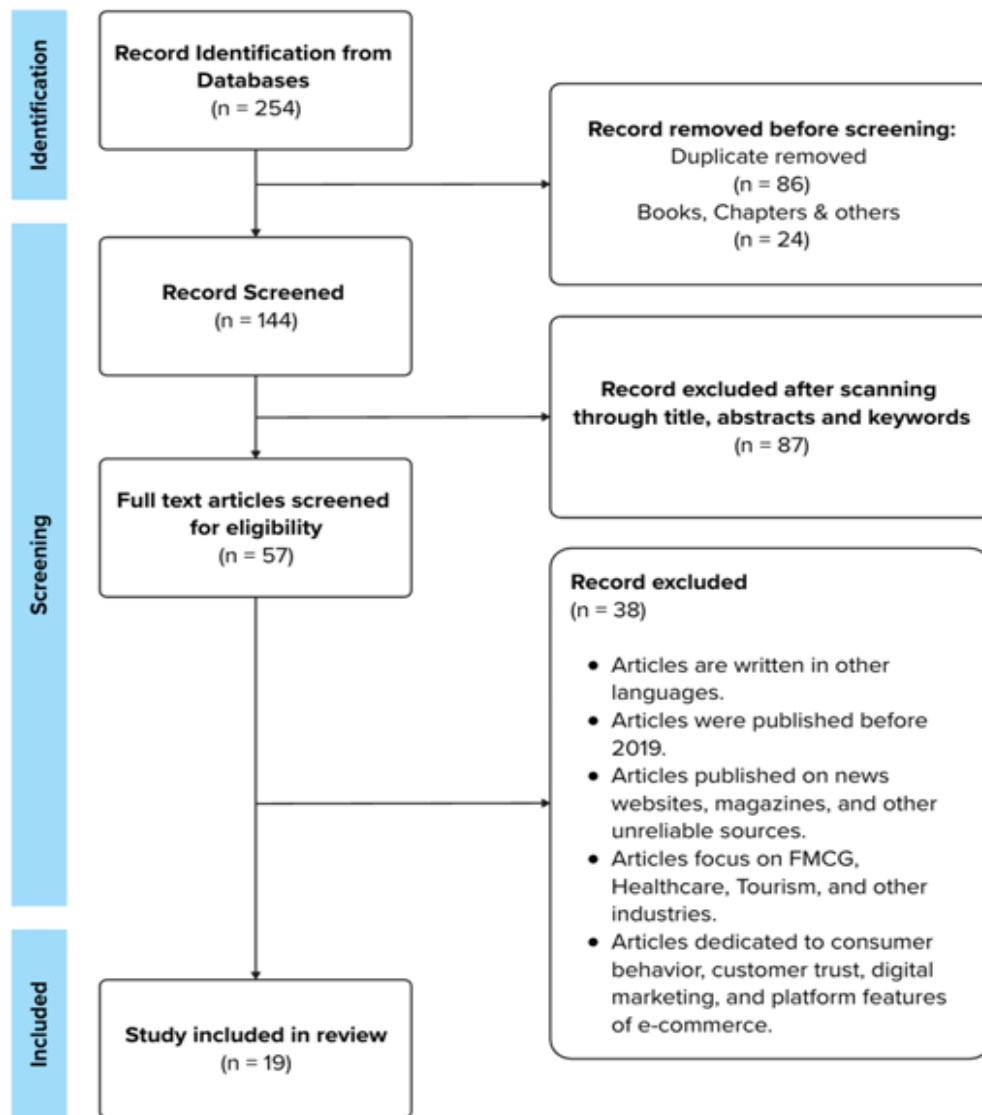 Identification
Record Identification from
Databases
(n = 254)
Record removed before screening:
Duplicate removed
(n = 86)
Books, Chapters & others
(n = 24)
Screening
Record Screened
(n = 144)
Record excluded after scanning
through title, abstracts and keywords
(n = 87)
Full text articles screened
for eligibility
(n = 57)
Record excluded
(n = 38)
• Articles are written in other
languages.
• Articles were published before
2019.
• Articles published on news
websites, magazines, and other
unreliable sources.
• Articles focus on FMCG,
Healthcare, Tourism, and other
industries.
• Articles dedicated to consumer
behavior, customer trust, digital
marketing, and platform features
of e-commerce.
Included
Study included in review
(n = 19)